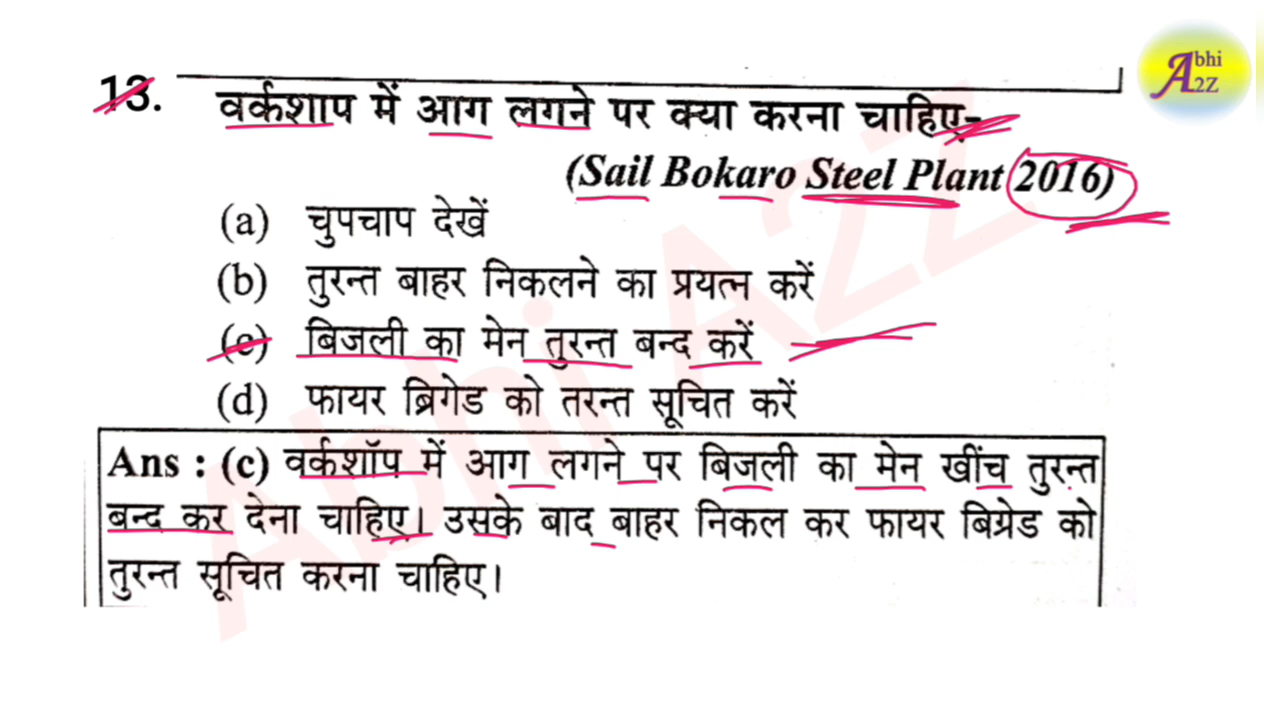 Abhi A2Z
13. वर्कशाप में आग लगने पर क्या करना चाहिए–
(Sail Bokaro Steel Plant 2016)
(a) चुपचाप देखें
(b) तुरन्त बाहर निकलने का प्रयत्न करें
(c) बिजली का मेन तुरन्त बन्द करें
(d) फायर ब्रिगेड को तरन्त सूचित करें
Ans : (c) वर्कशॉप में आग लगने पर बिजली का मेन खींच तुरन्त
बन्द कर देना चाहिए। उसके बाद बाहर निकल कर फायर बिग्रेड को
तुरन्त सूचित करना चाहिए।
Abhi A2Z